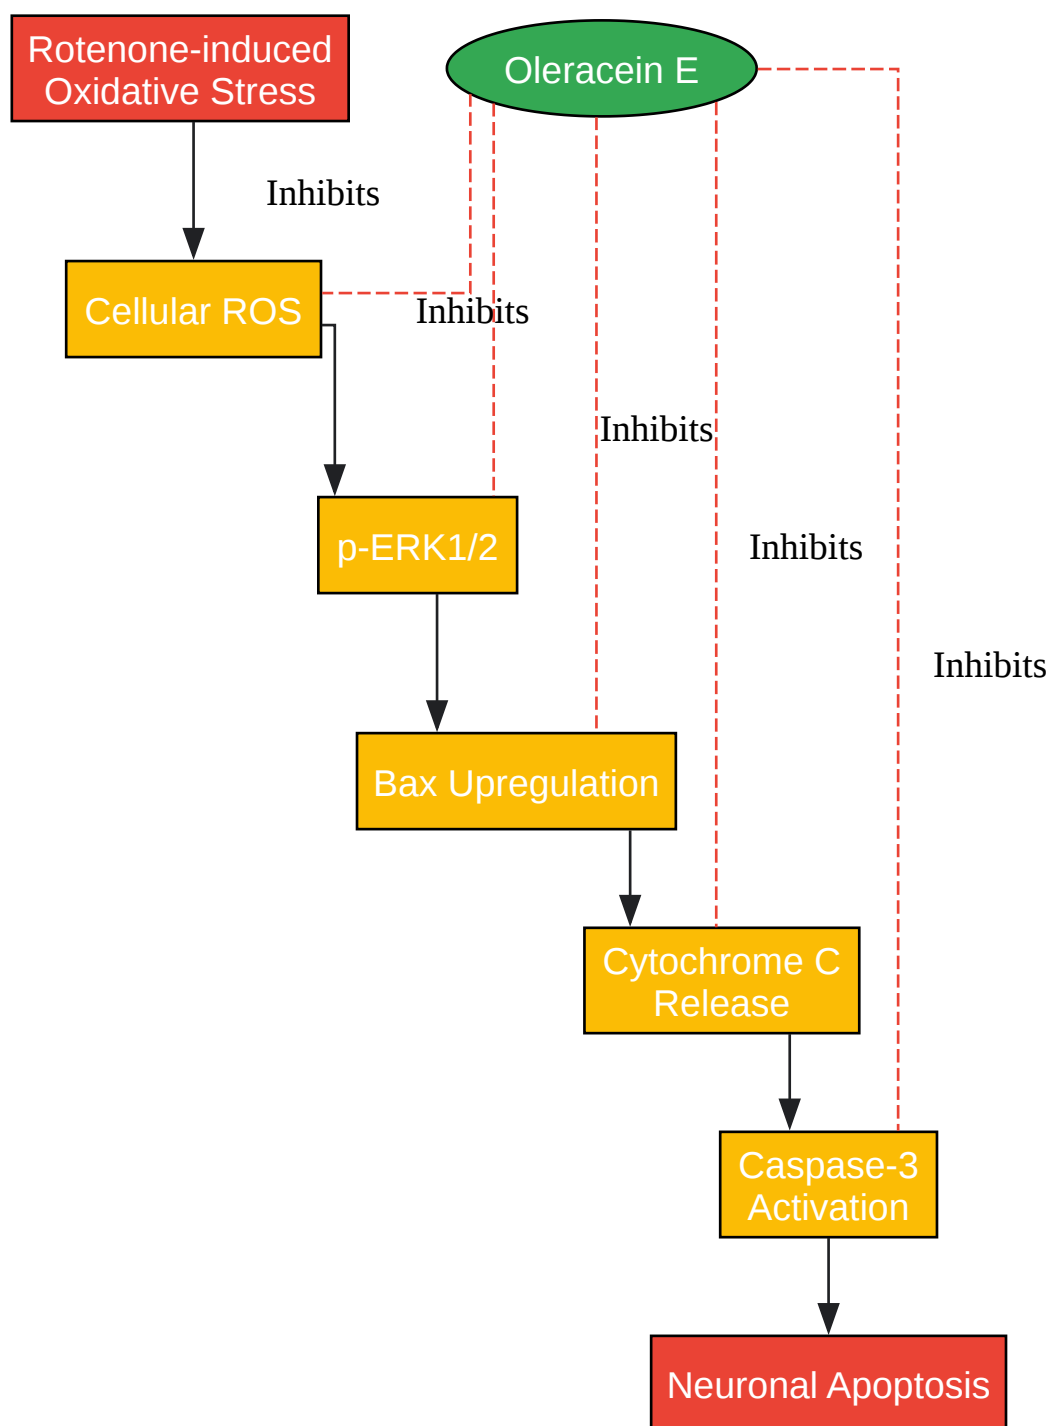 Rotenone-induced
Oxidative Stress
Oleracein E
Inhibits
Cellular ROS
Inhibits
Inhibits
p-ERK1/2
Inhibits
Inhibits
Bax Upregulation
Cytochrome C
Release
Caspase-3
Activation
Neuronal Apoptosis